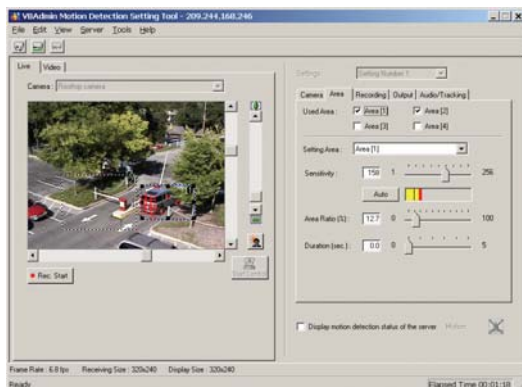 VBAdmin Motion Detection Setting Tool - 209.244.168.246
File Edit View Server Tools Help
Live Video
Camera : Rooftop camera
Rec. Start
Start Control
Settings: Setting Number 1
Camera Area Recording Output Audio/Tracking
Used Area : Area [1] Area [2]
Area [3] Area [4]
Setting Area : Area [1]
Sensitivity : 158 1 256
Auto
Area Ratio (%) : 12.7 0 100
Duration (sec.) : 0.0 0 5
Display motion detection status of the server Motion:
Frame Rate : 6.8 fps Receiving Size : 320x240 Display Size : 320x240
Ready Elapsed Time 00:01:18